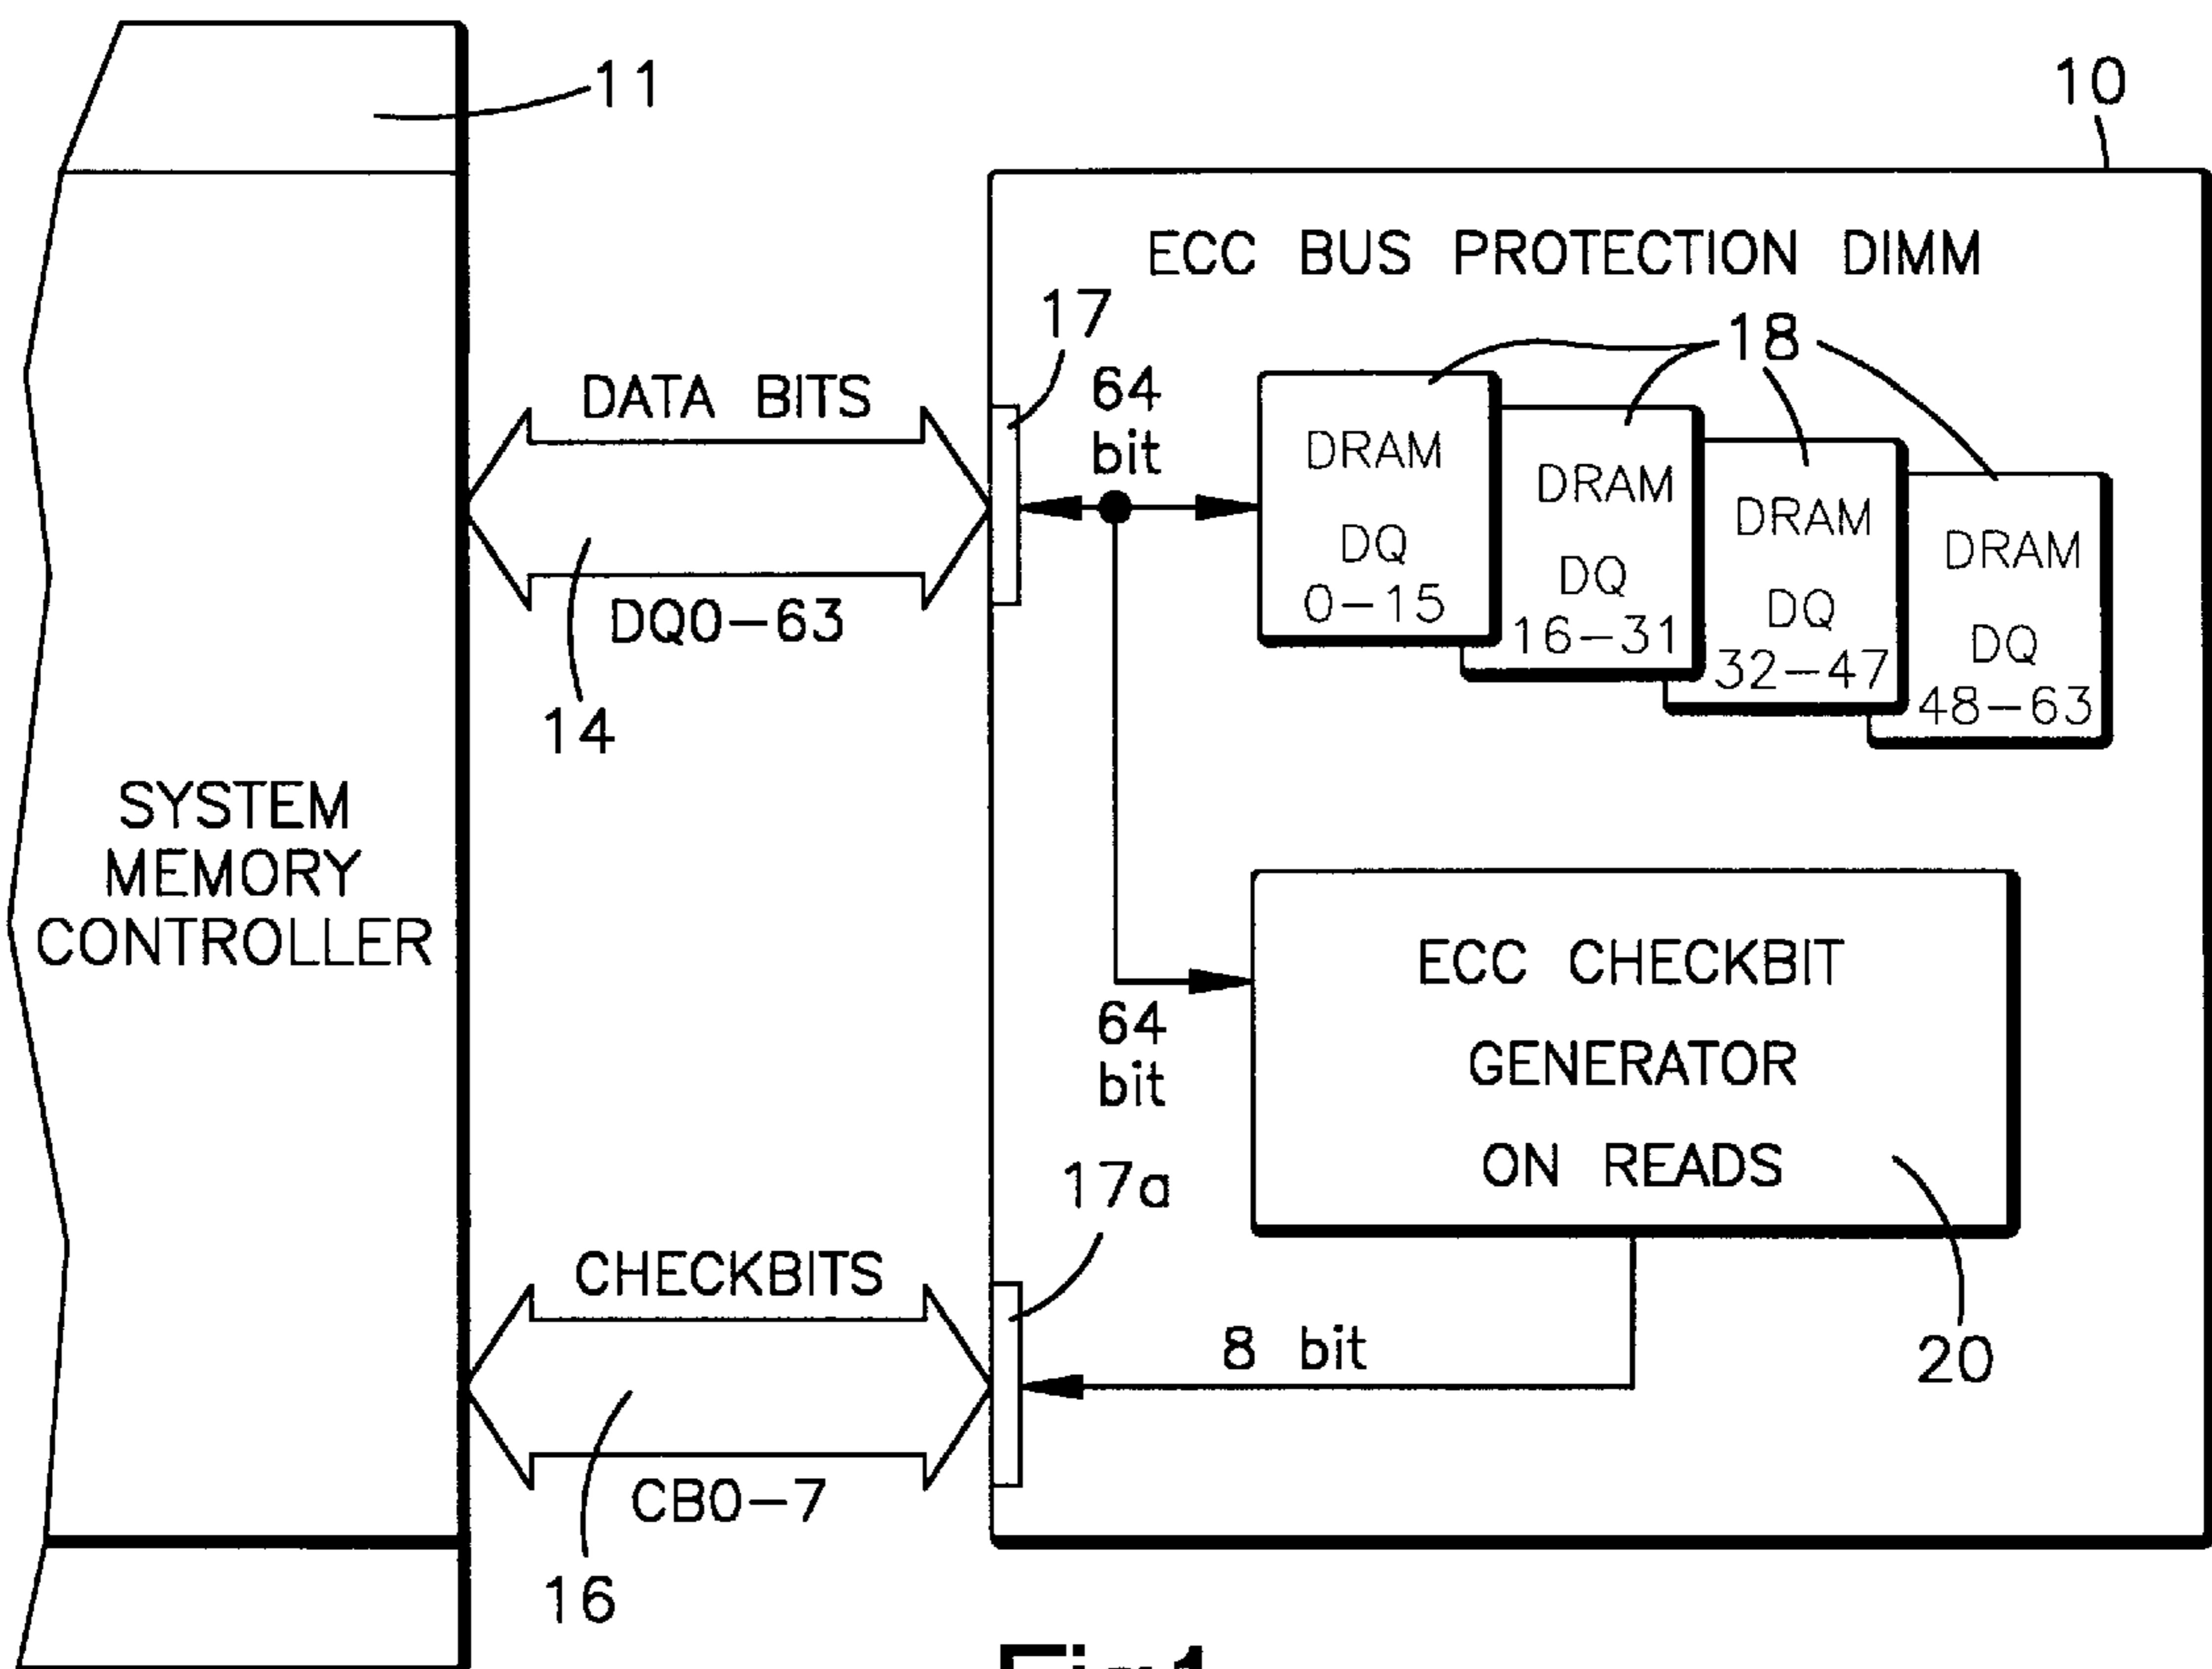 11
10
ECC BUS PROTECTION DIMM
17
18
DATA BITS
64
bit
DRAM
DQ
0-15
DRAM
DQ
16-31
DRAM
DQ
32-47
DRAM
DQ
48-63
DQ0-63
14
SYSTEM
MEMORY
CONTROLLER
ECC CHECKBIT
GENERATOR
ON READS
64
bit
17a
CHECKBITS
8 bit
20
CB0-7
16
Fig1